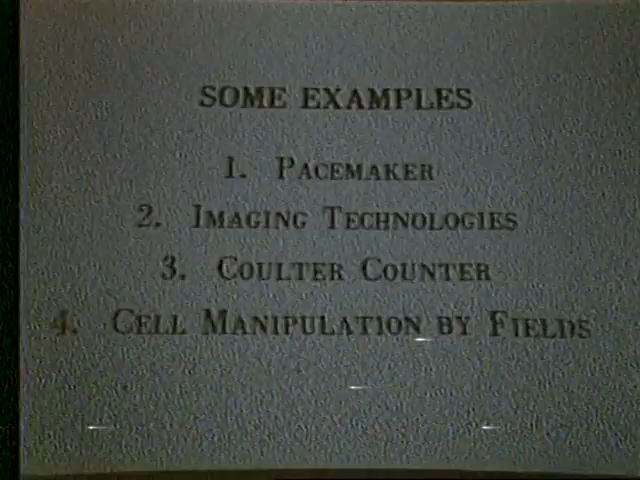 SOME EXAMPLES
1. PACEMAKER
2. IMAGING TECHNOLOGIES
3. COULTER COUNTER
4. CELL MANIPULATION BY FIELDS